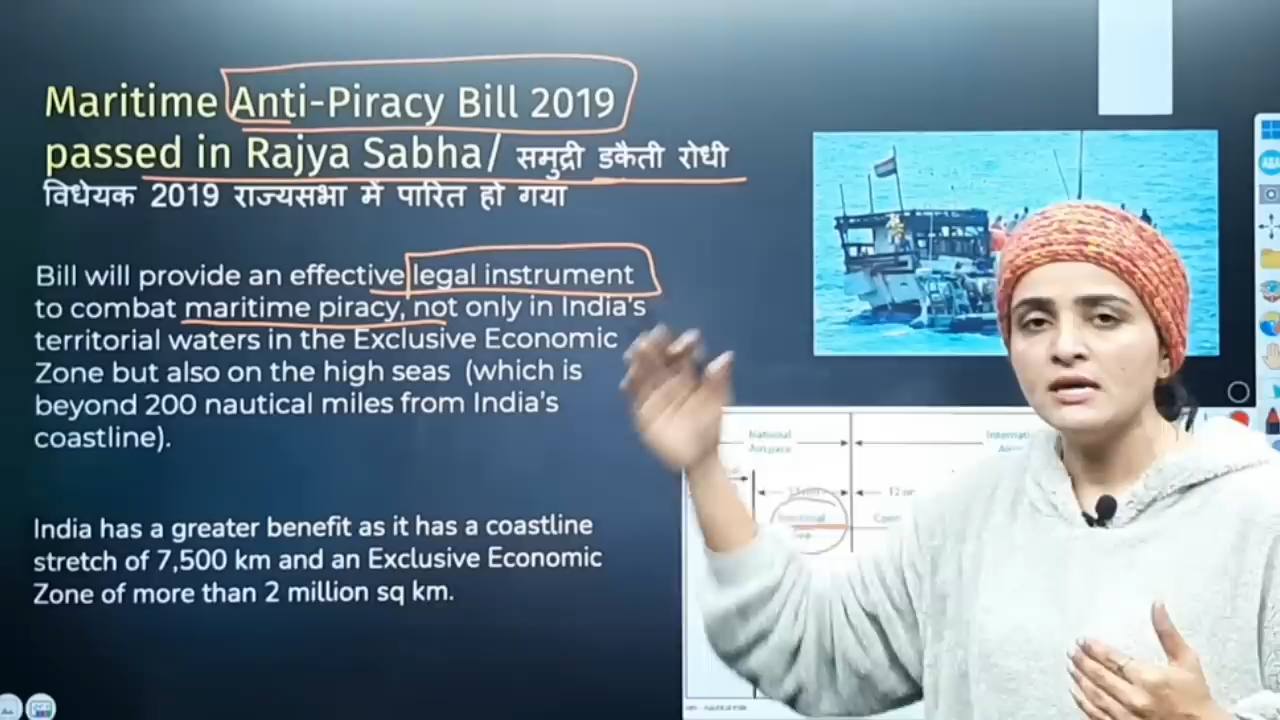 Maritime Anti-Piracy Bill 2019
passed in Rajya Sabha/ समुद्री डकैती रोधी
विधेयक 2019 राज्यसभा में पारित हो गया
Bill will provide an effective legal instrument
to combat maritime piracy, not only in India's
territorial waters in the Exclusive Economic
Zone but also on the high seas (which is
beyond 200 nautical miles from India's
coastline).
India has a greater benefit as it has a coastline
stretch of 7,500 km and an Exclusive Economic
Zone of more than 2 million sq km.
National
Airspace